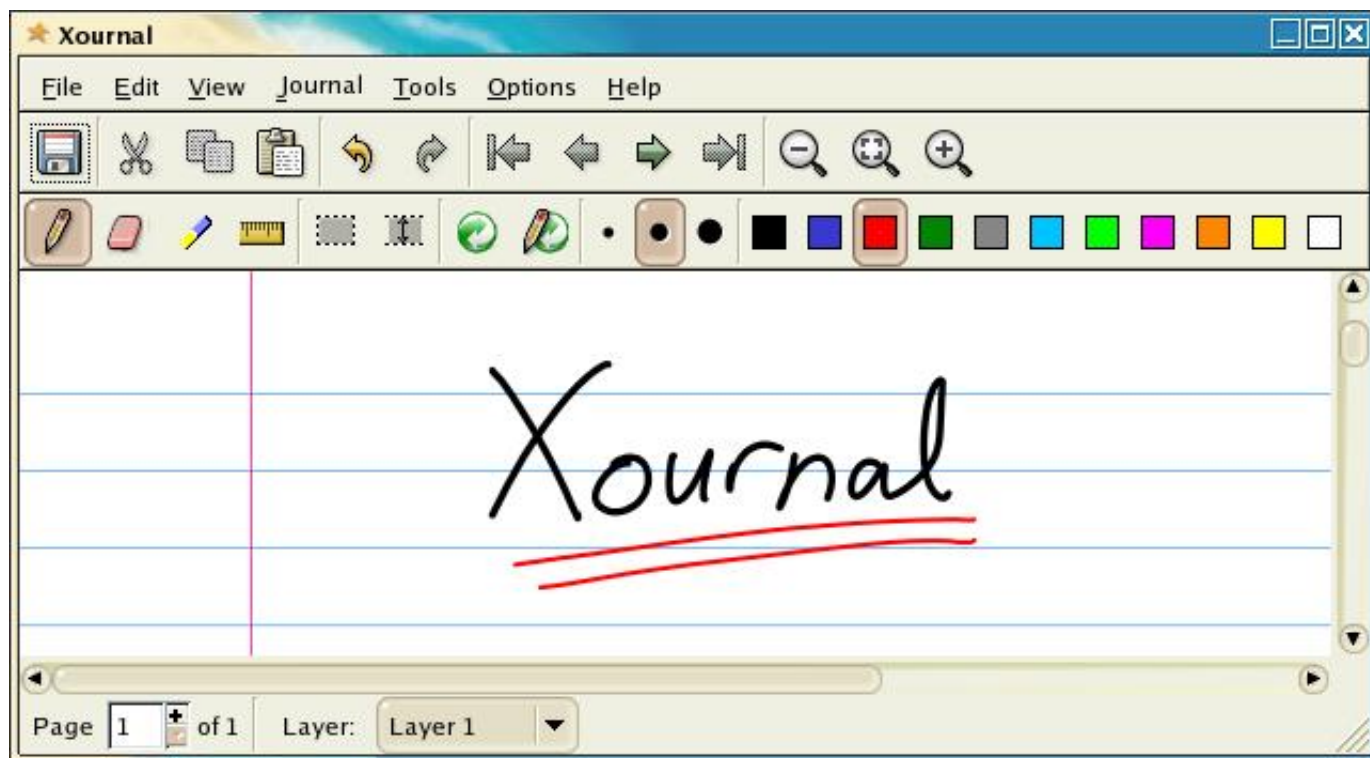 Xournal
File Edit View Journal Tools Options Help
Xournal
Page 1 of 1 Layer: Layer 1